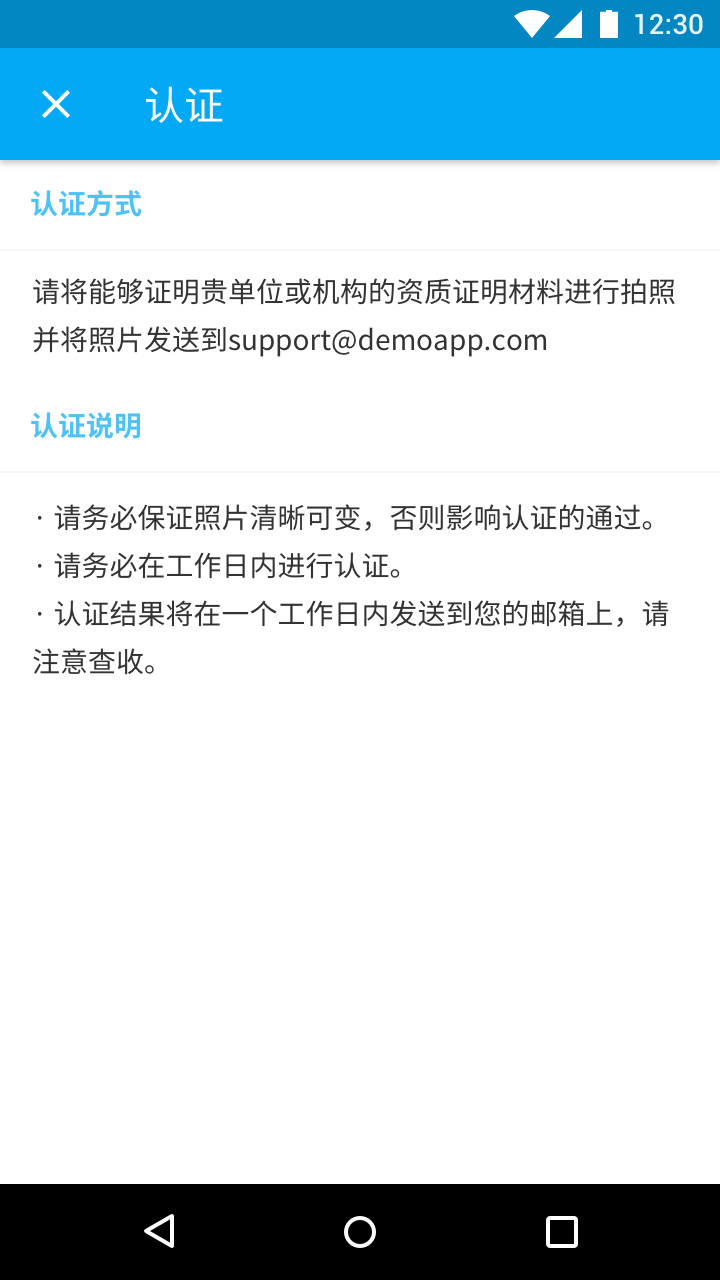 12:30
认证
认证方式
请将能够证明贵单位或机构的资质证明材料进行拍照
并将照片发送到support@demoapp.com
认证说明
· 请务必保证照片清晰可变，否则影响认证的通过。
· 请务必在工作日内进行认证。
· 认证结果将在一个工作日内发送到您的邮箱上，请
注意查收。